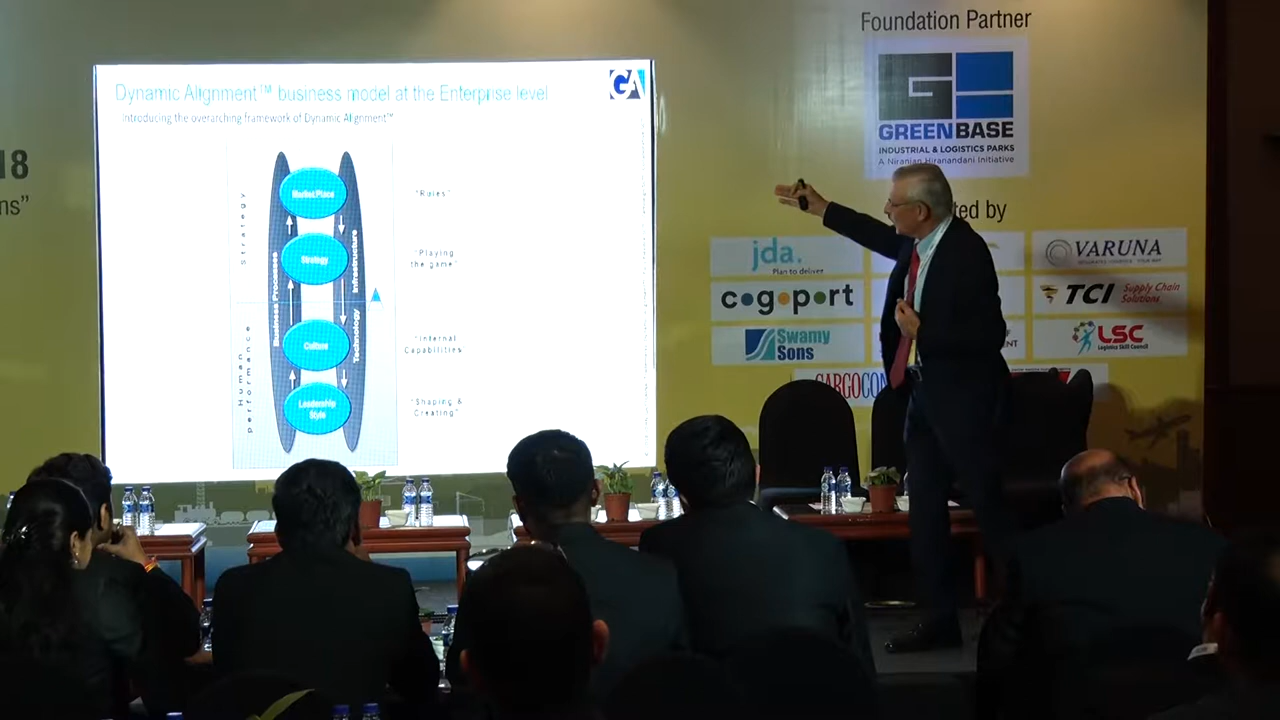 Foundation Partner
GREENBASE
INDUSTRIAL & LOGISTICS PARKS
A Niranjan Hiranandani Initiative
ted by
jda.
Plan to deliver
VARUNA
cogoport
TCI Supply Chain
Solutions
Swamy
Sons
LSC
Logistics Skill Council
CARGOCON
18
ns”
Dynamic Alignment™ business model at the Enterprise level
GA
Introducing the overarching framework of Dynamic Alignment™
Strategy
Human
performance
Business Processes
Technology Infrastructure
Market Place
Strategy
Culture
Leadership
Style
“Rules”
“Playing
the game”
“Internal
Capabilities
“Shaping &
Creating”